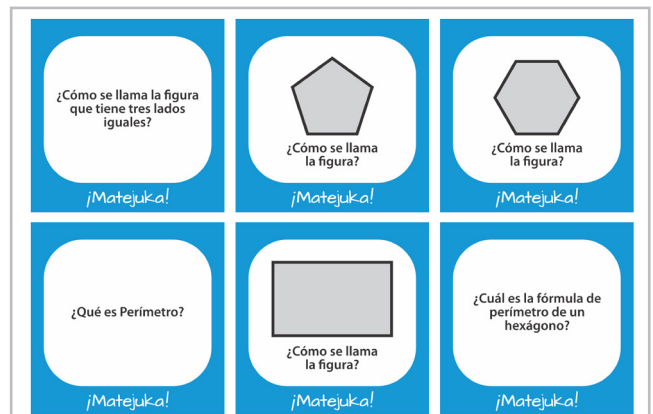 ¿Cómo se llama la figura
que tiene tres lados
iguales?
¡Matejuka!
¿Cómo se llama
la figura?
¡Matejuka!
¿Cómo se llama
la figura?
¡Matejuka!
¿Qué es Perímetro?
¡Matejuka!
¿Cómo se llama
la figura?
¡Matejuka!
¿Cuál es la fórmula de
perímetro de un
hexágono?
¡Matejuka!